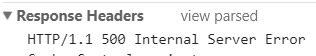 Response Headers view parsed
HTTP/1.1 500 Internal Server Error